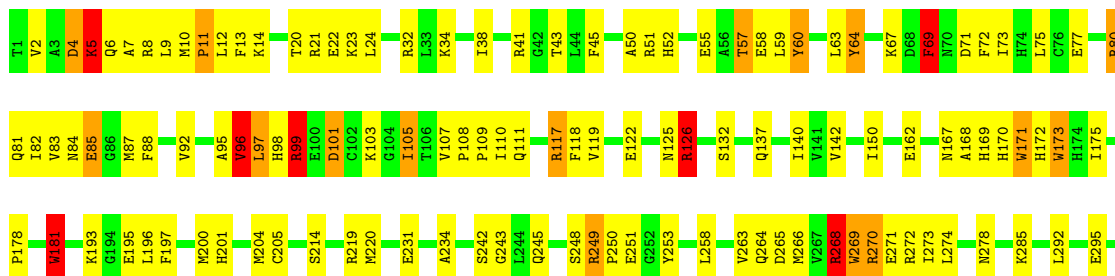 T1 V2 A3 D4 K5 Q6 A7 R8 L9 M10 P11 L12 F13 K14 T20 R21 E22 K23 L24 R32 L33 K34 I38 R41 G42 T43 L44 F45 A50 R51 H52 E55 A56 T57 E58 L59 Y60 L63 Y64 K67 D68 F69 N70 D71 F72 I73 H74 L75 C76 E77
Q81 I82 V83 N84 E85 G86 M87 F88 V92 A95 V96 L97 H98 R99 E100 D101 C102 K103 G104 I105 T106 V107 P108 P109 I110 Q111 R117 F118 V119 E122 N125 R126 S132 Q137 I140 V141 V142 I150 E162 N167 A168 H169 H170 W171 H172 W173 H174 I175
P178 W181 K193 G194 E195 L196 F197 M200 H201 M204 C205 S214 R219 M220 E231 A234 S242 G243 L244 Q245 S248 R249 P250 E251 G252 Y253 L258 V263 Q264 D265 M266 V267 R268 W269 R270 E271 R272 I273 L274 N278 K285 L292 E295